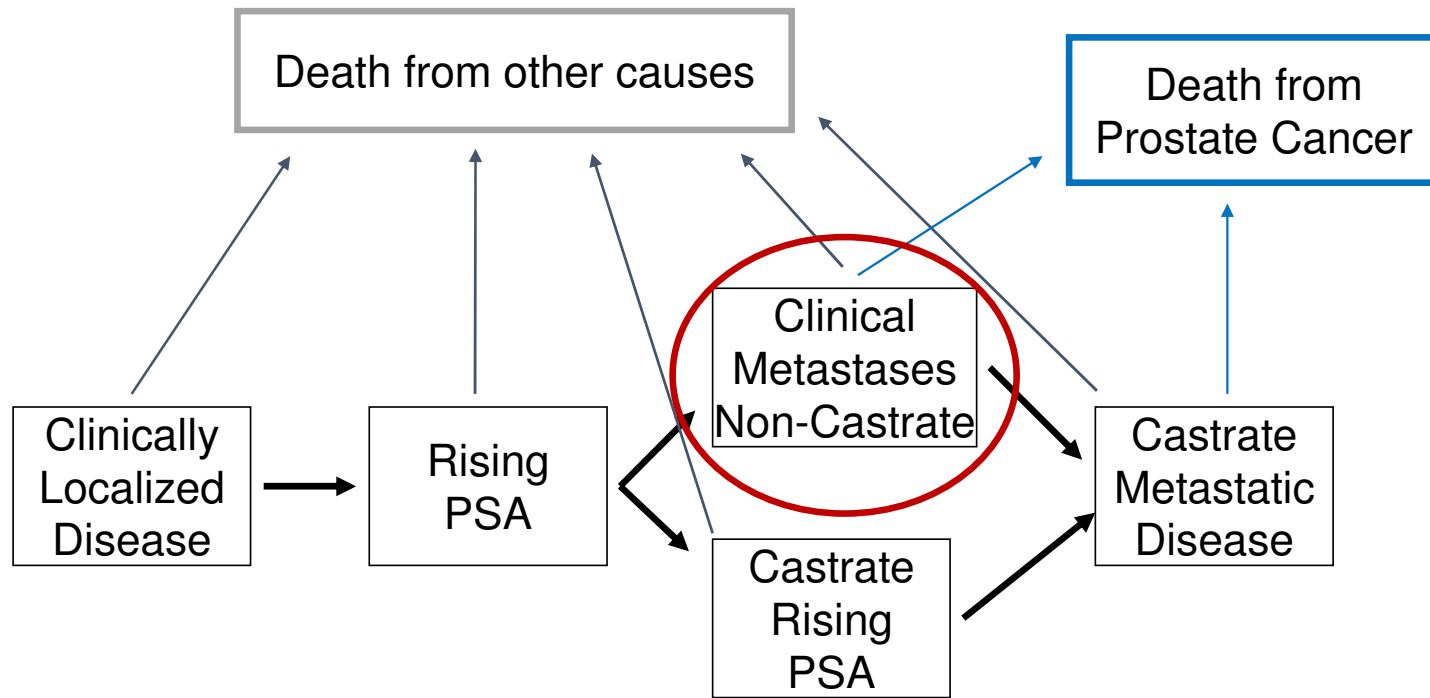 Death from other causes
Death from
Prostate Cancer
Clinically
Localized
Disease
Rising
PSA
Clinical
Metastases
Non-Castrate
Castrate
Rising
PSA
Castrate
Metastatic
Disease